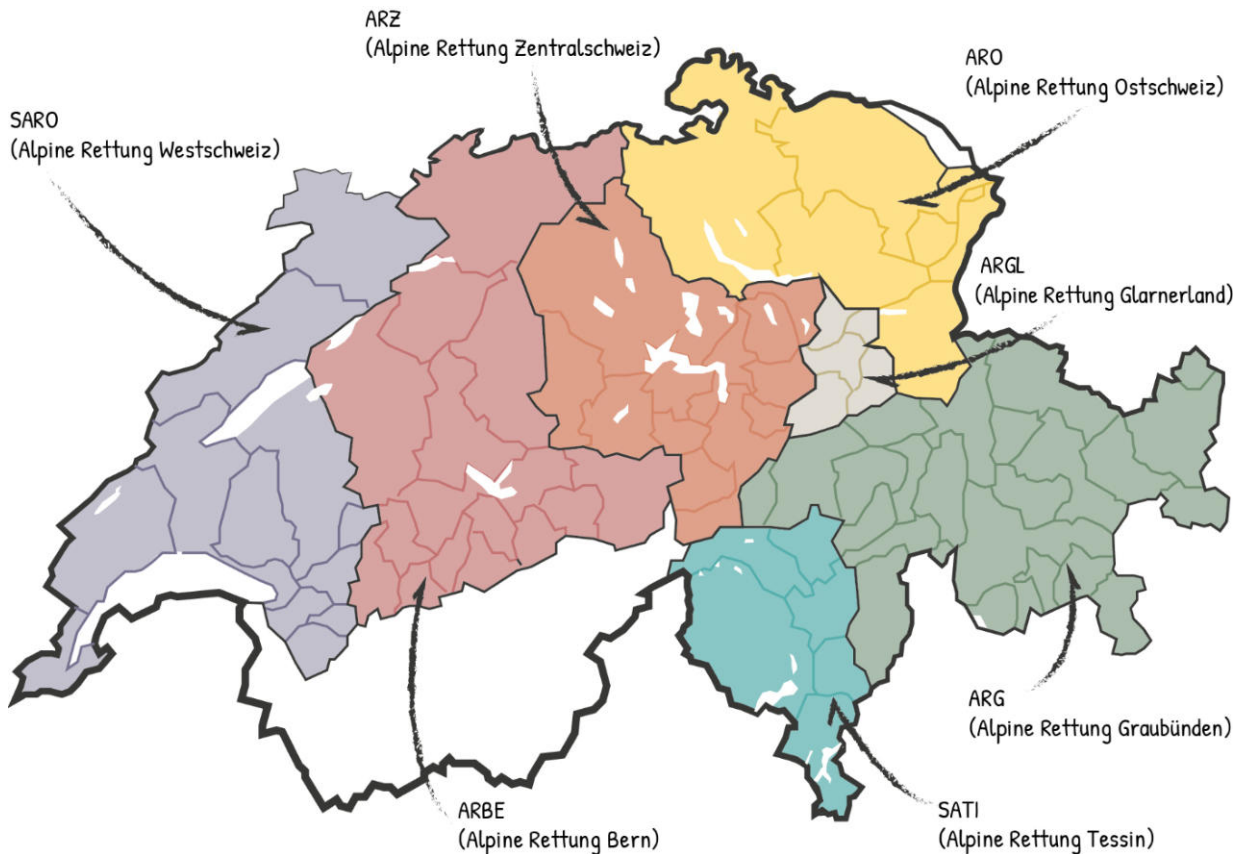 ARZ
(Alpine Rettung Zentralschweiz)
ARO
(Alpine Rettung Ostschweiz)
SARO
(Alpine Rettung Westschweiz)
ARGL
(Alpine Rettung Glarnerland)
ARG
(Alpine Rettung Graubünden)
ARBE
(Alpine Rettung Bern)
SATI
(Alpine Rettung Tessin)